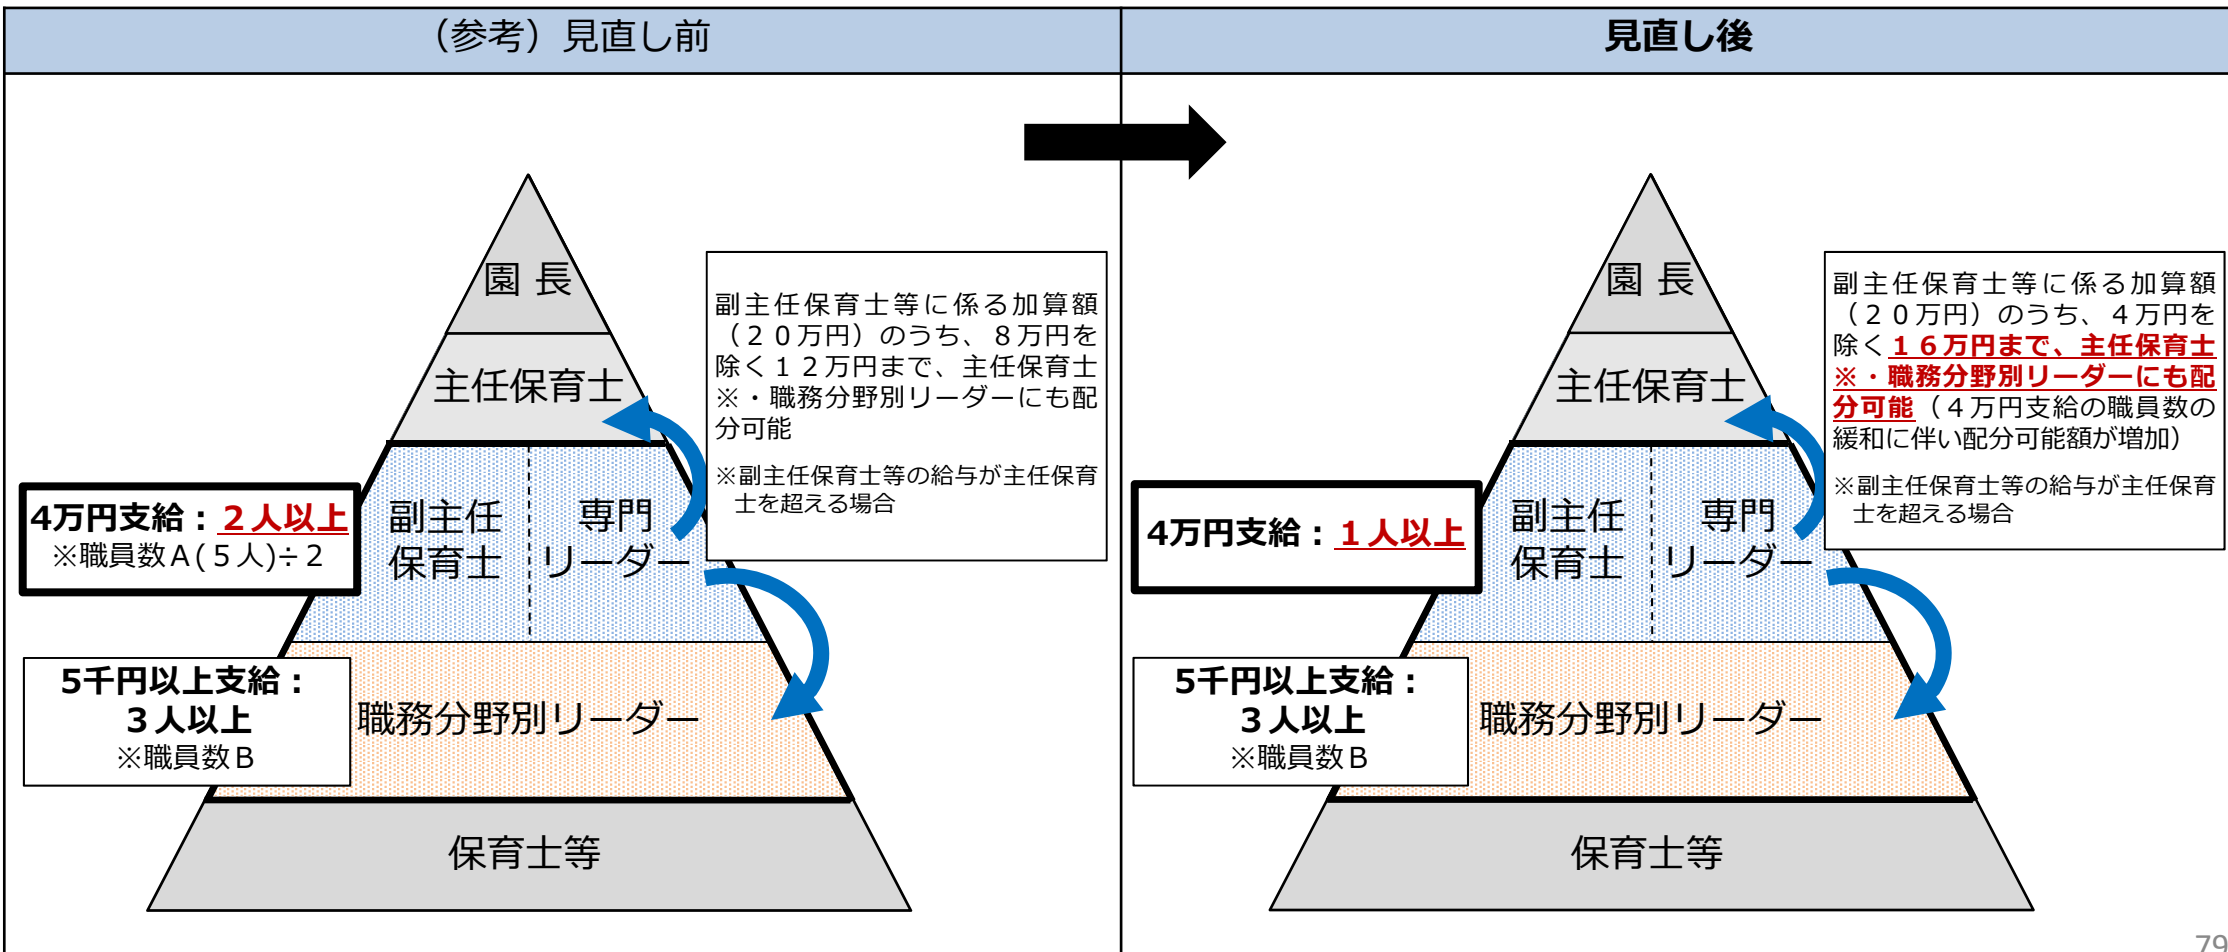 （参考）見直し前
園 長
主任保育士
副主任
保育士
専門
リーダー
職務分野別リーダー
保育士等
4万円支給：２人以上
※職員数Ａ(５人)÷２
5千円以上支給：
３人以上
※職員数Ｂ
副主任保育士等に係る加算額
（２０万円）のうち、８万円を
除く１２万円まで、主任保育士
※・職務分野別リーダーにも配
分可能
※副主任保育士等の給与が主任保育
士を超える場合
見直し後
園 長
主任保育士
副主任
保育士
専門
リーダー
職務分野別リーダー
保育士等
4万円支給：１人以上
5千円以上支給：
３人以上
※職員数Ｂ
副主任保育士等に係る加算額
（２０万円）のうち、４万円を
除く１６万円まで、主任保育士
※・職務分野別リーダーにも配
分可能（４万円支給の職員数の
緩和に伴い配分可能額が増加）
※副主任保育士等の給与が主任保育
士を超える場合
79